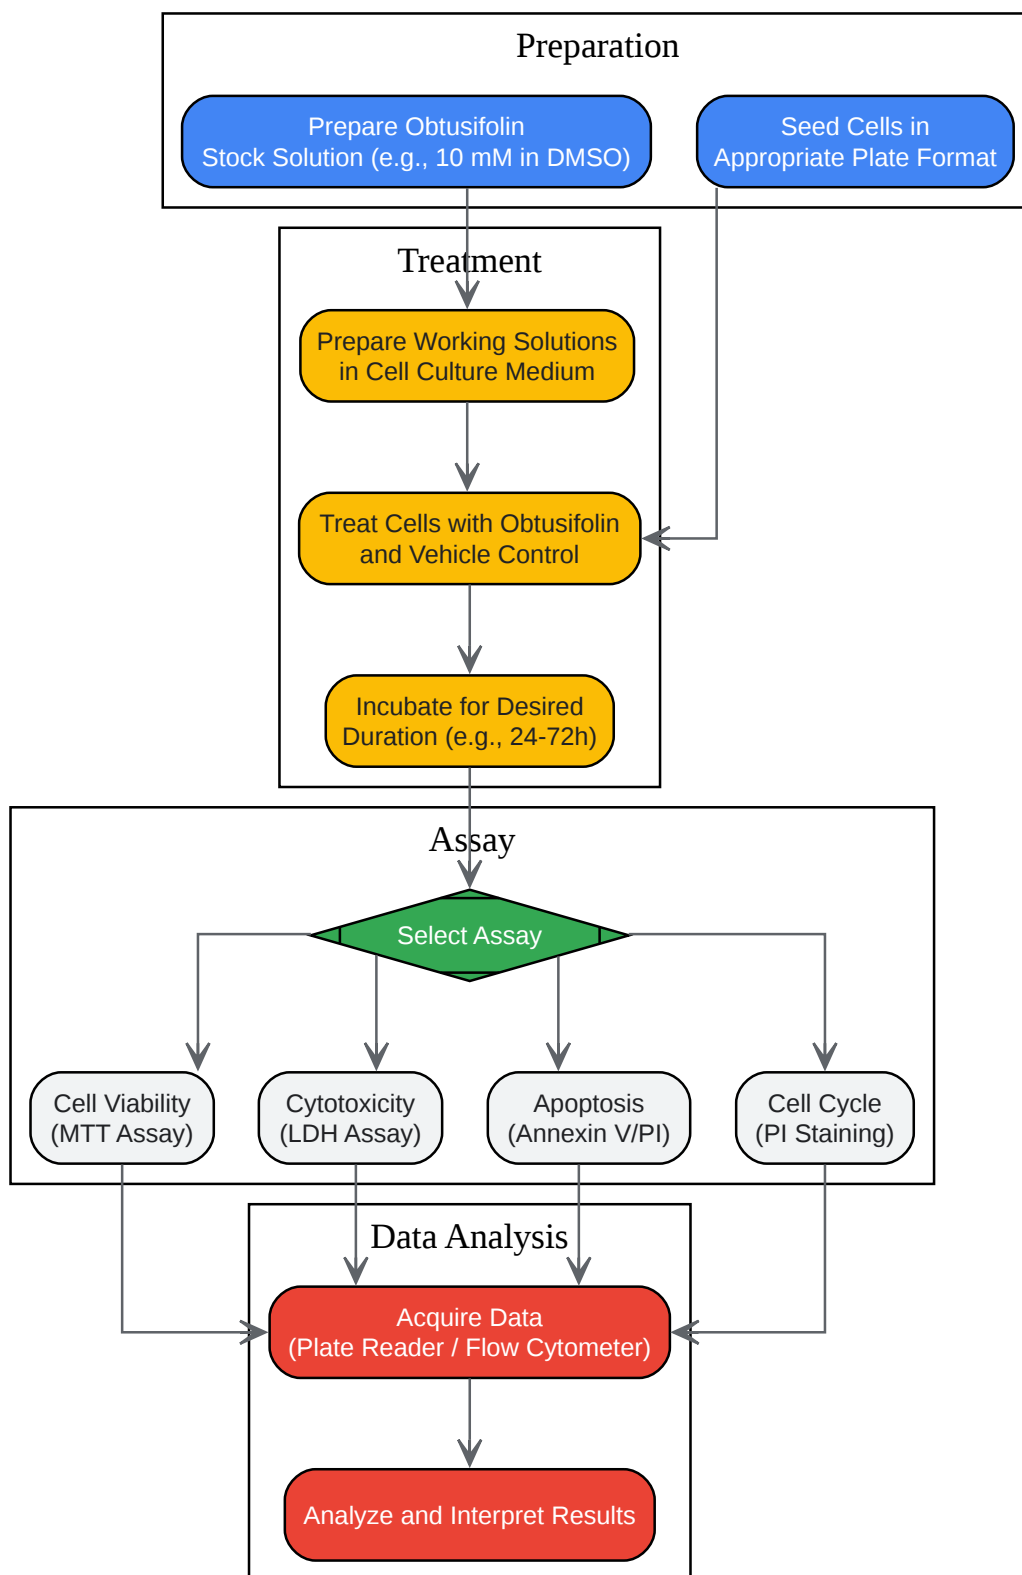 Preparation
Prepare Obtusifolin
Stock Solution (e.g., 10 mM in DMSO)
Seed Cells in
Appropriate Plate Format
Treatment
Prepare Working Solutions
in Cell Culture Medium
Treat Cells with Obtusifolin
and Vehicle Control
Incubate for Desired
Duration (e.g., 24-72h)
Assay
Select Assay
Cell Viability
(MTT Assay)
Cytotoxicity
(LDH Assay)
Apoptosis
(Annexin V/PI)
Cell Cycle
(PI Staining)
Data Analysis
Acquire Data
(Plate Reader / Flow Cytometer)
Analyze and Interpret Results